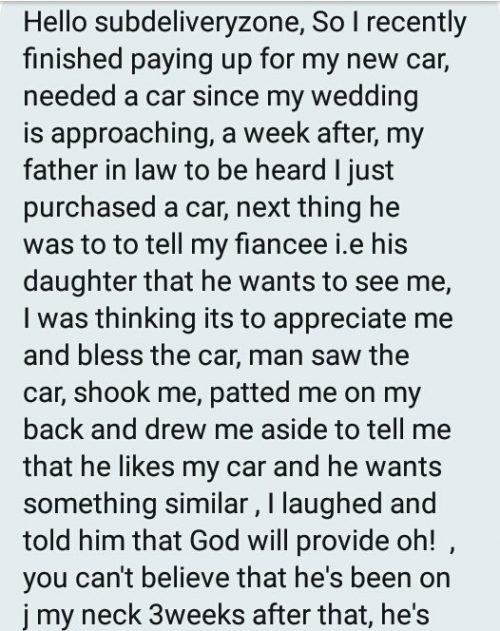 Hello subdeliveryzone, So I recently
finished paying up for my new car,
needed a car since my wedding
is approaching, a week after, my
father in law to be heard I just
purchased a car, next thing he
was to to tell my fiancee i.e his
daughter that he wants to see me,
I was thinking its to appreciate me
and bless the car, man saw the
car, shook me, patted me on my
back and drew me aside to tell me
that he likes my car and he wants
something similar , I laughed and
told him that God will provide oh!  ,
you can't believe that he's been on
j my neck 3weeks after that, he's